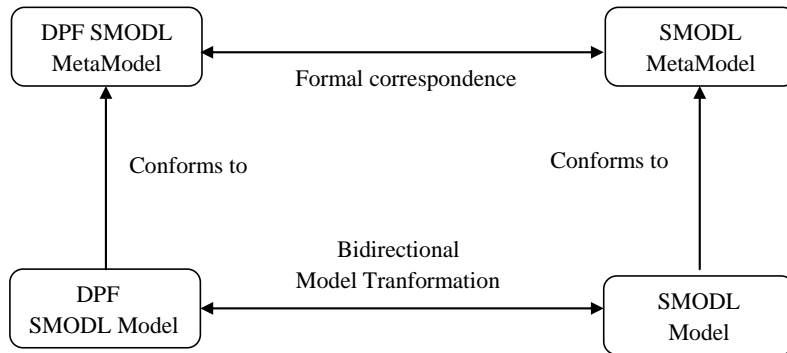 DPF SMODL
MetaModel
SMODL
MetaModel
Formal correspondence
Conforms to
Conforms to
Bidirectional
Model Tranformation
DPF
SMODL Model
SMODL
Model